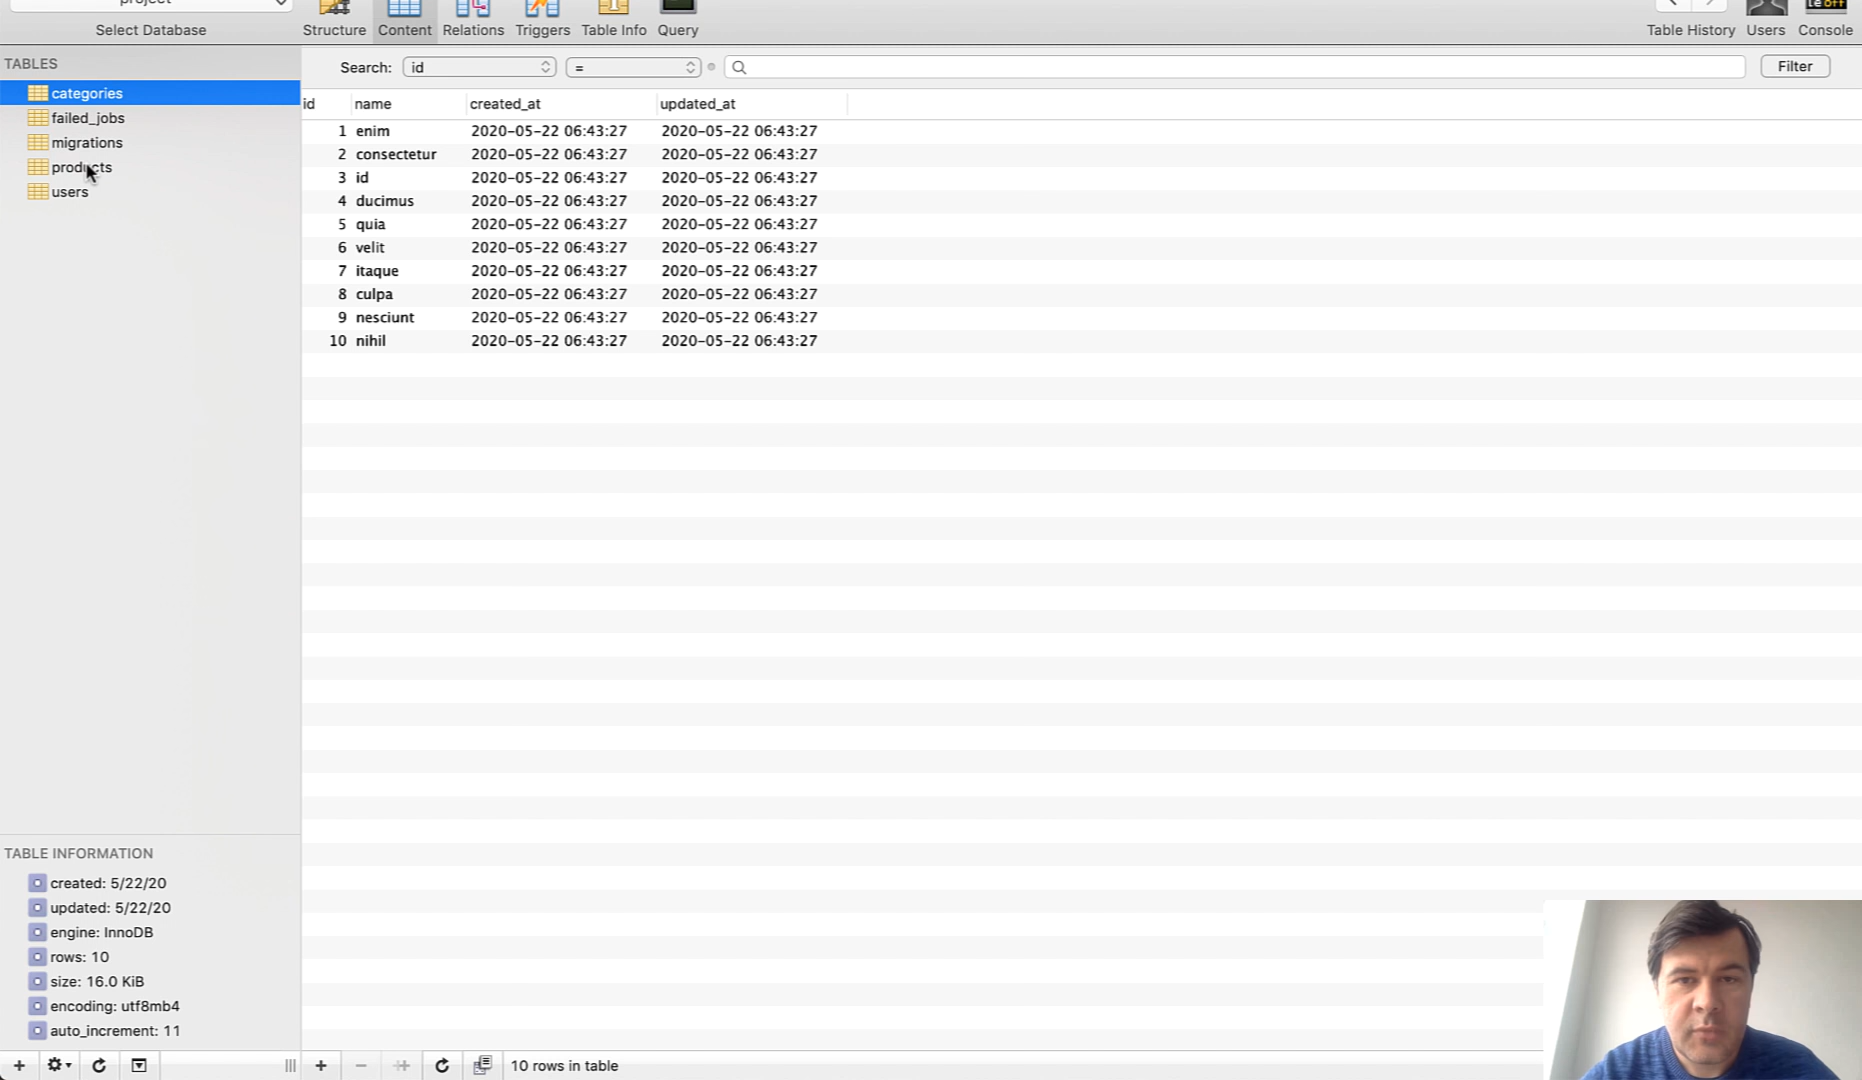 project
Select Database
Structure
Content
Relations
Triggers
Table Info
Query
Table History
Users
Console
TABLES
categories
failed_jobs
migrations
products
users
Search: id = Filter
id name created_at updated_at
1 enim 2020-05-22 06:43:27 2020-05-22 06:43:27
2 consectetur 2020-05-22 06:43:27 2020-05-22 06:43:27
3 id 2020-05-22 06:43:27 2020-05-22 06:43:27
4 ducimus 2020-05-22 06:43:27 2020-05-22 06:43:27
5 quia 2020-05-22 06:43:27 2020-05-22 06:43:27
6 velit 2020-05-22 06:43:27 2020-05-22 06:43:27
7 itaque 2020-05-22 06:43:27 2020-05-22 06:43:27
8 culpa 2020-05-22 06:43:27 2020-05-22 06:43:27
9 nesciunt 2020-05-22 06:43:27 2020-05-22 06:43:27
10 nihil 2020-05-22 06:43:27 2020-05-22 06:43:27
TABLE INFORMATION
created: 5/22/20
updated: 5/22/20
engine: InnoDB
rows: 10
size: 16.0 KiB
encoding: utf8mb4
auto_increment: 11
10 rows in table